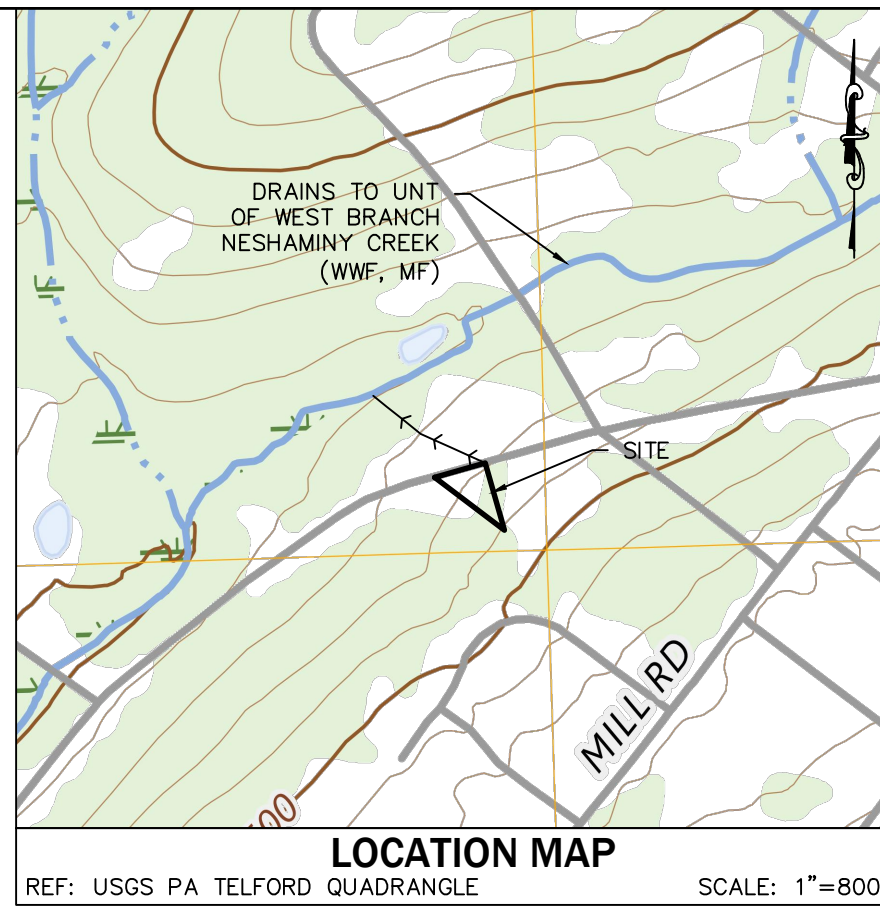 DRAINS TO UNT
OF WEST BRANCH
NESHAMINY CREEK
(WWF, MF)
SITE
MILL RD
00
LOCATION MAP
REF: USGS PA TELFORD QUADRANGLE
SCALE: 1"=800